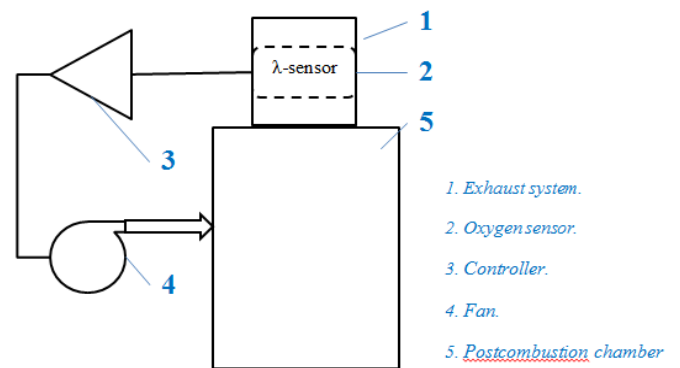 1
λ-sensor
2
5
3
4
1. Exhaust system.
2. Oxygen sensor.
3. Controller.
4. Fan.
5. Postcombustion chamber